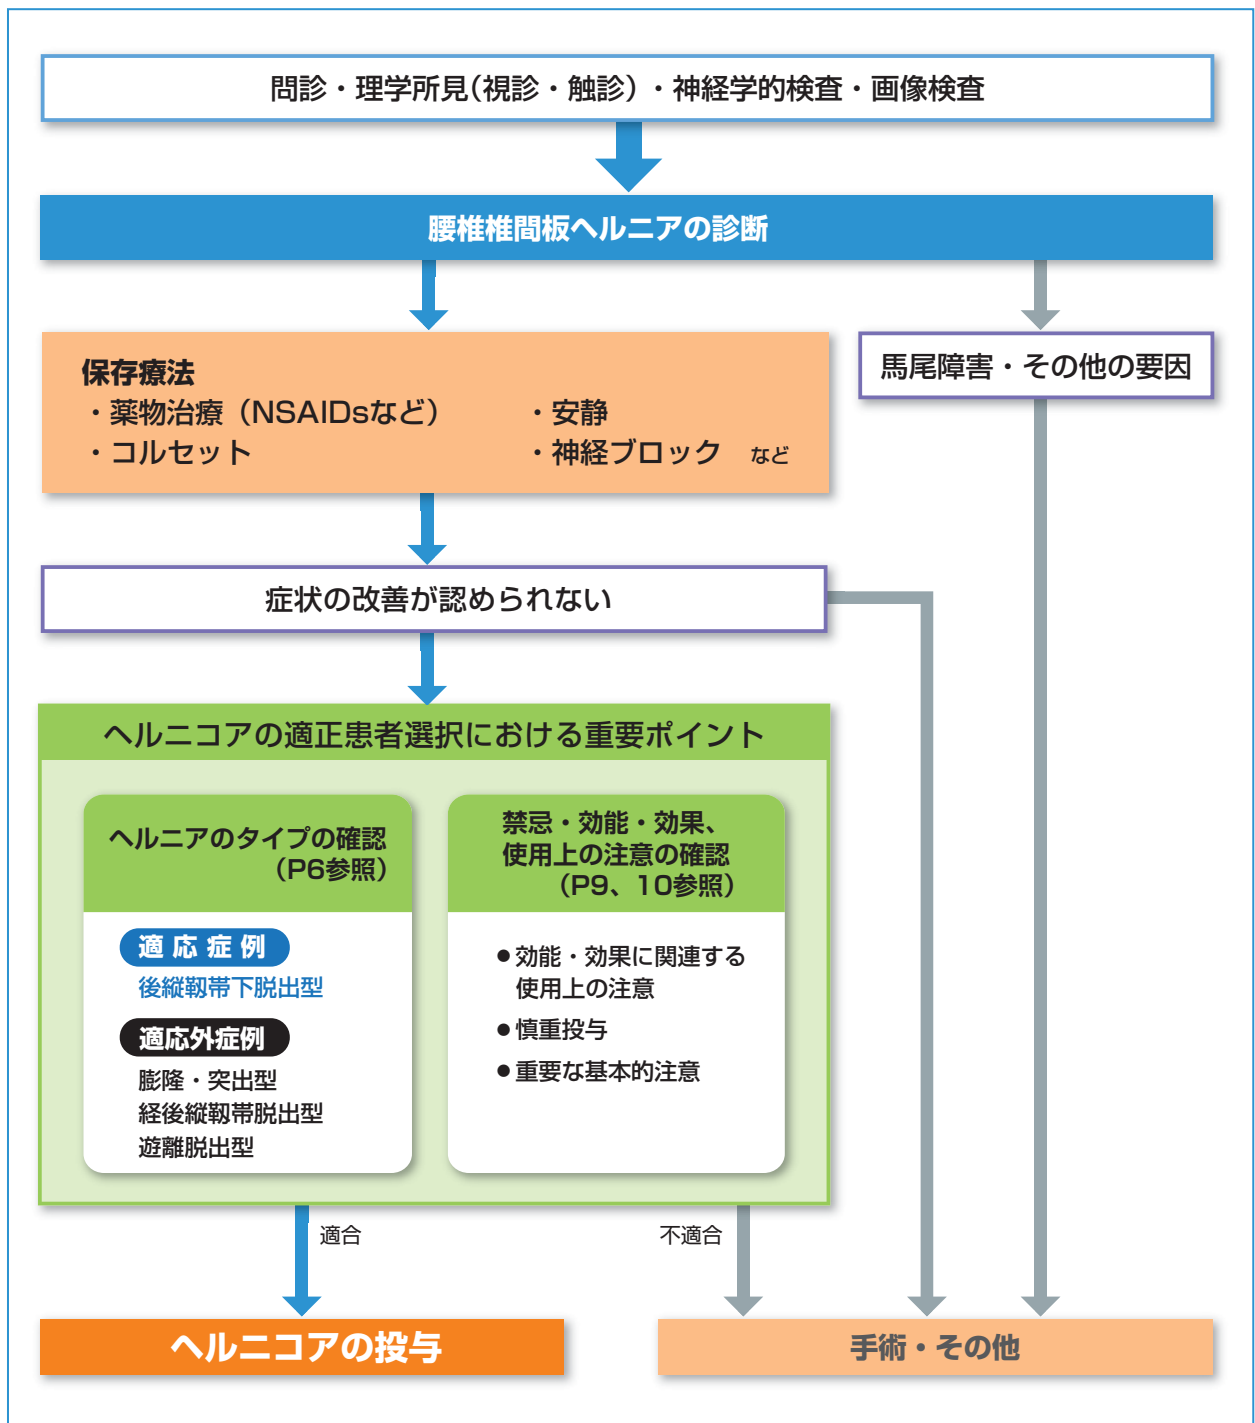 問診・理学所見(視診・触診)・神経学的検査・画像検査
腰椎椎間板ヘルニアの診断
保存療法
・薬物治療（NSAIDsなど）
・安静
・コルセット
・神経ブロック など
馬尾障害・その他の要因
症状の改善が認められない
ヘルニコアの適正患者選択における重要ポイント
ヘルニアのタイプの確認
（P6参照）
適応症例
後縦靱帯下脱出型
適応外症例
膨隆・突出型
経後縦靱帯脱出型
遊離脱出型
禁忌・効能・効果、
使用上の注意の確認
（P9、10参照）
●効能・効果に関連する
使用上の注意
●慎重投与
●重要な基本的注意
適合
不適合
ヘルニコアの投与
手術・その他